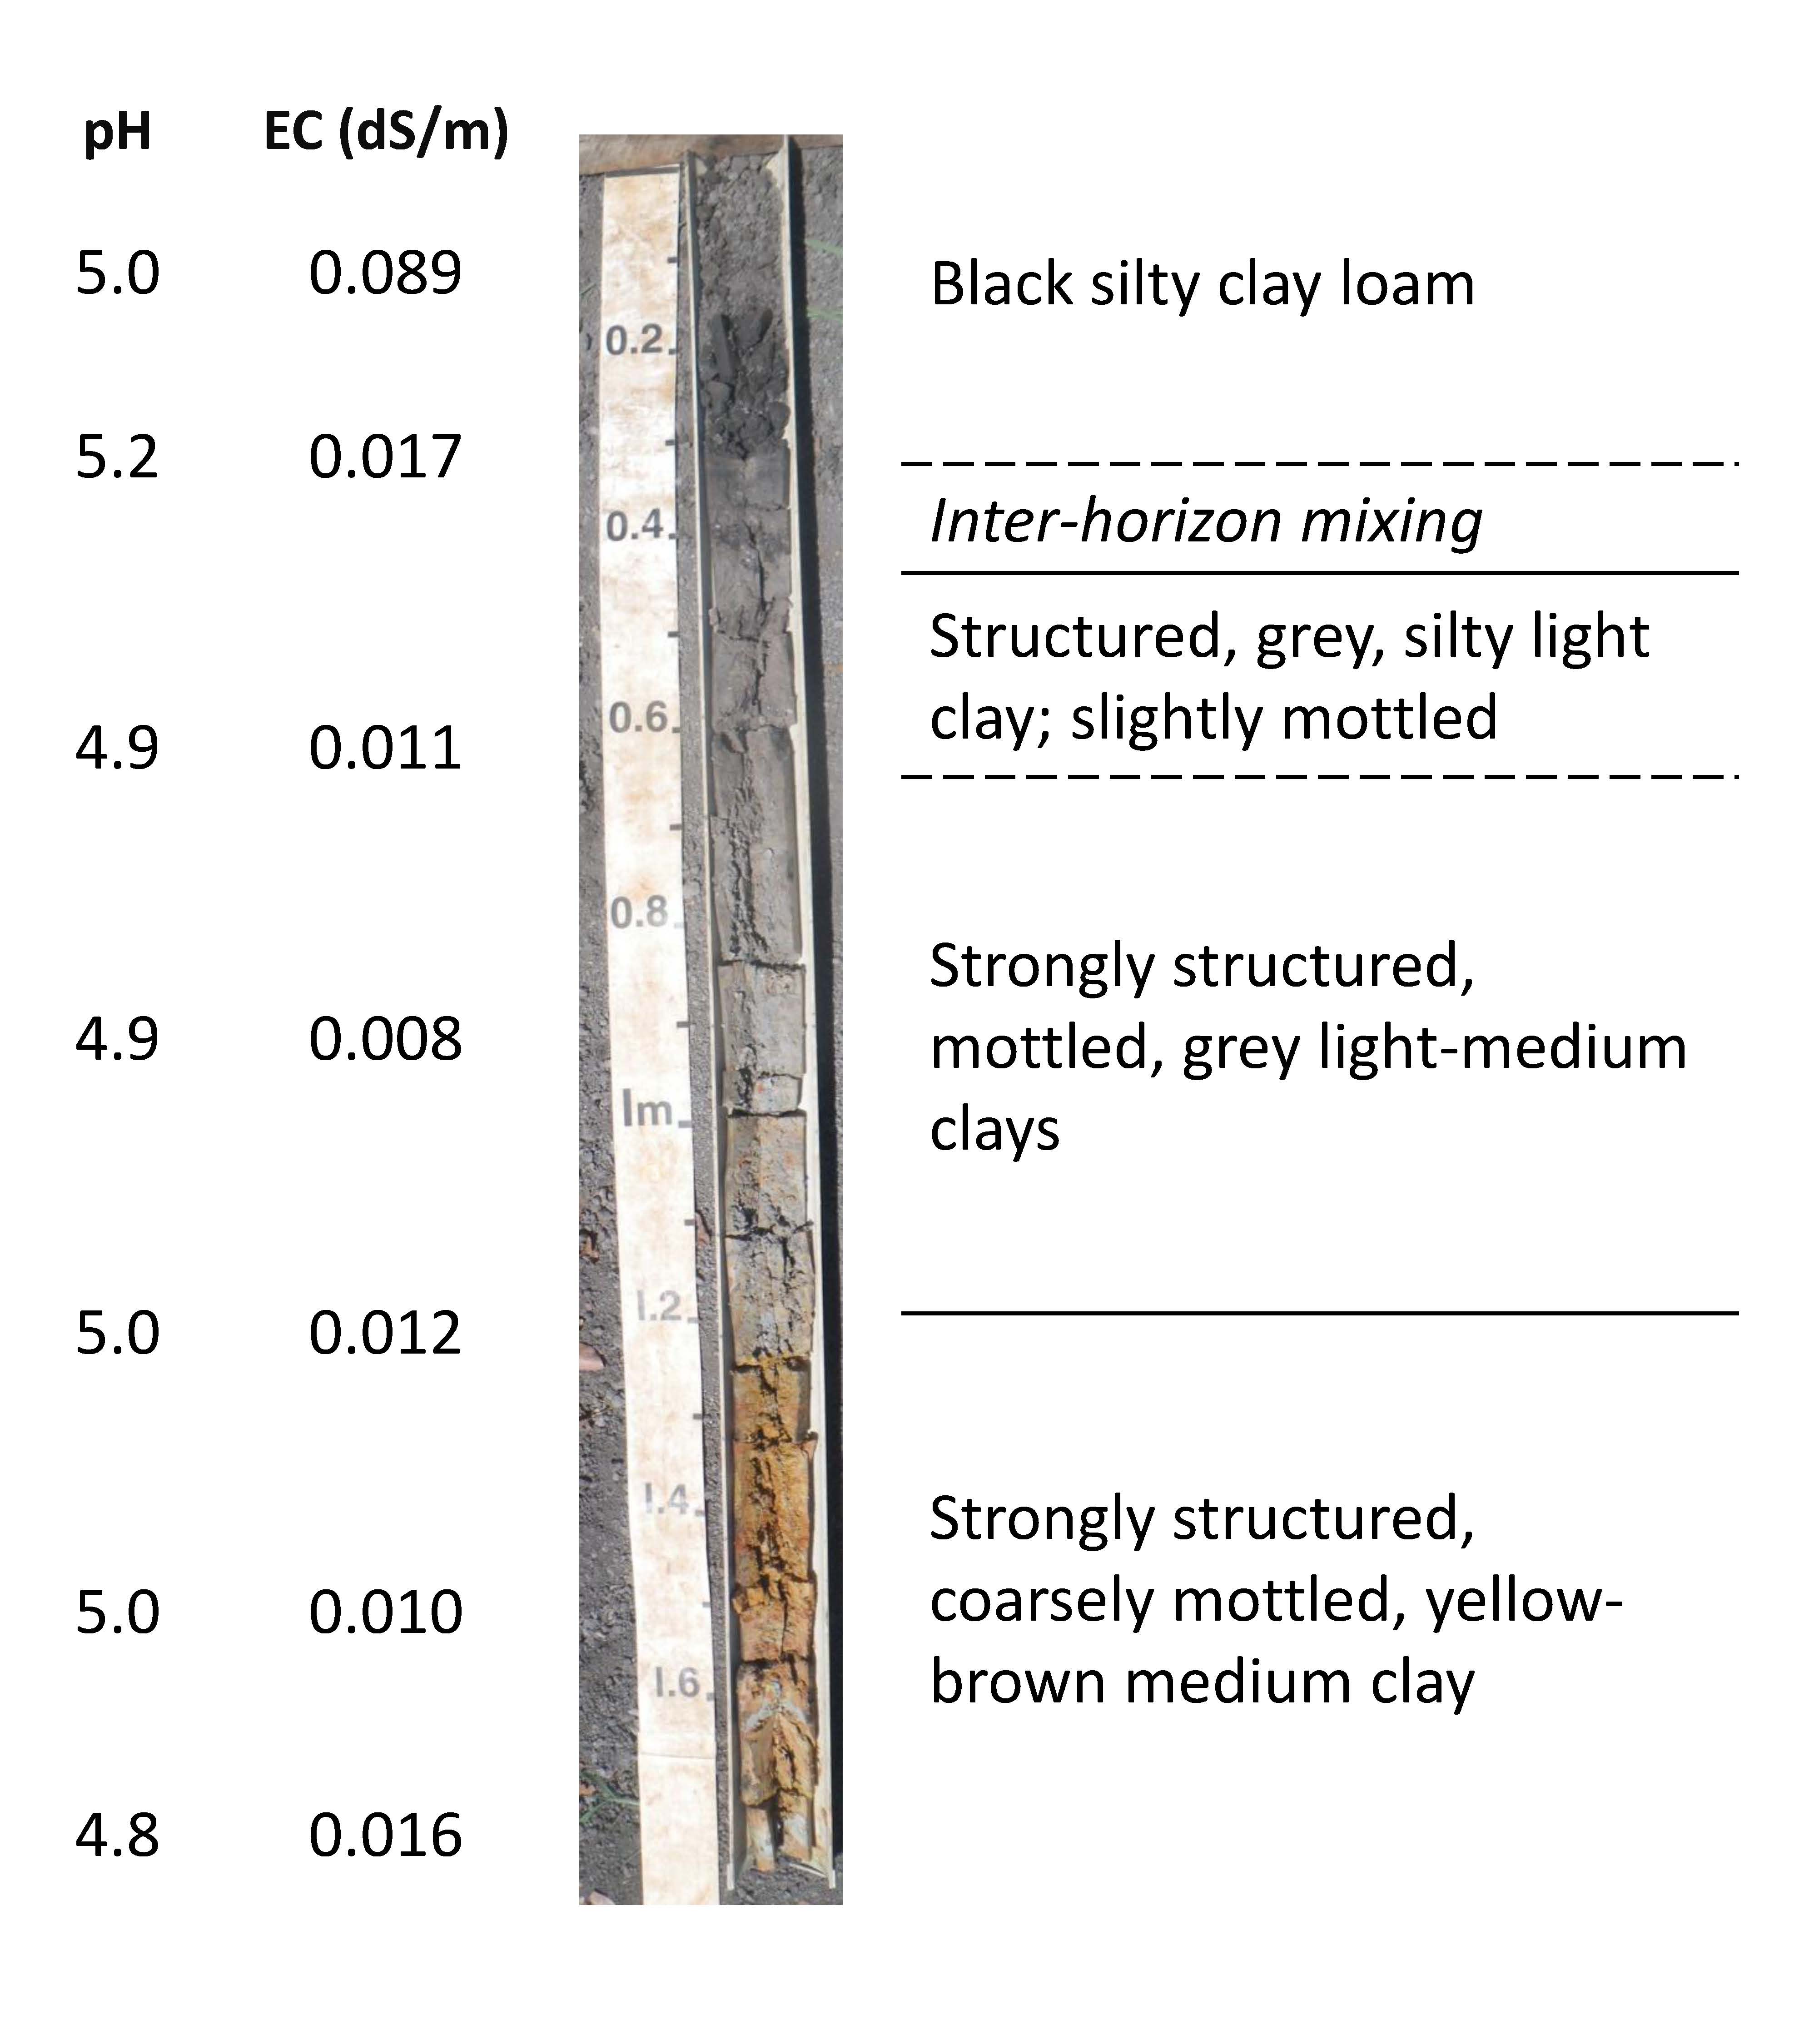 pH EC (dS/m)
5.0 0.089
Black silty clay loam
0.2
5.2 0.017
Inter-horizon mixing
0.4
Structured, grey, silty light
clay; slightly mottled
0.6
4.9 0.011
0.8
Strongly structured,
mottled, grey light-medium
clays
4.9 0.008
1m
1.2
5.0 0.012
1.4
Strongly structured,
coarsely mottled, yellow-
brown medium clay
5.0 0.010
1.6
4.8 0.016